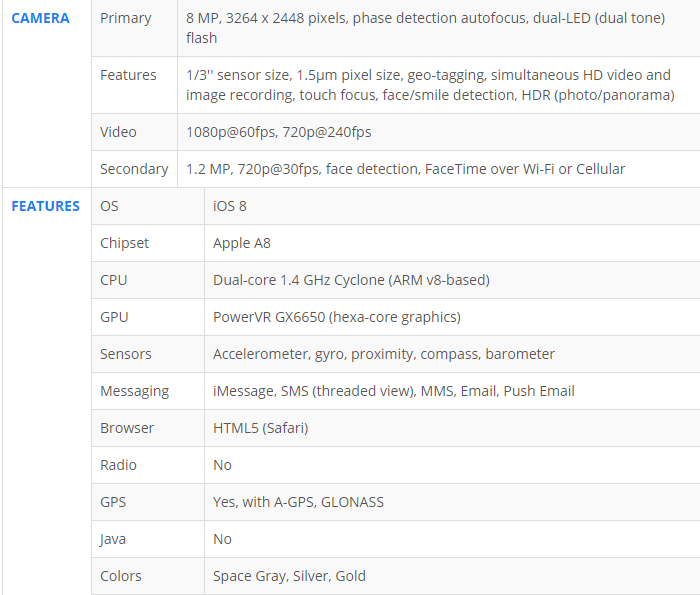 CAMERA Primary 8 MP, 3264 x 2448 pixels, phase detection autofocus, dual-LED (dual tone)
flash
Features 1/3'' sensor size, 1.5µm pixel size, geo-tagging, simultaneous HD video and
image recording, touch focus, face/smile detection, HDR (photo/panorama)
Video 1080p@60fps, 720p@240fps
Secondary 1.2 MP, 720p@30fps, face detection, FaceTime over Wi-Fi or Cellular
FEATURES OS iOS 8
Chipset Apple A8
CPU Dual-core 1.4 GHz Cyclone (ARM v8-based)
GPU PowerVR GX6650 (hexa-core graphics)
Sensors Accelerometer, gyro, proximity, compass, barometer
Messaging iMessage, SMS (threaded view), MMS, Email, Push Email
Browser HTML5 (Safari)
Radio No
GPS Yes, with A-GPS, GLONASS
Java No
Colors Space Gray, Silver, Gold